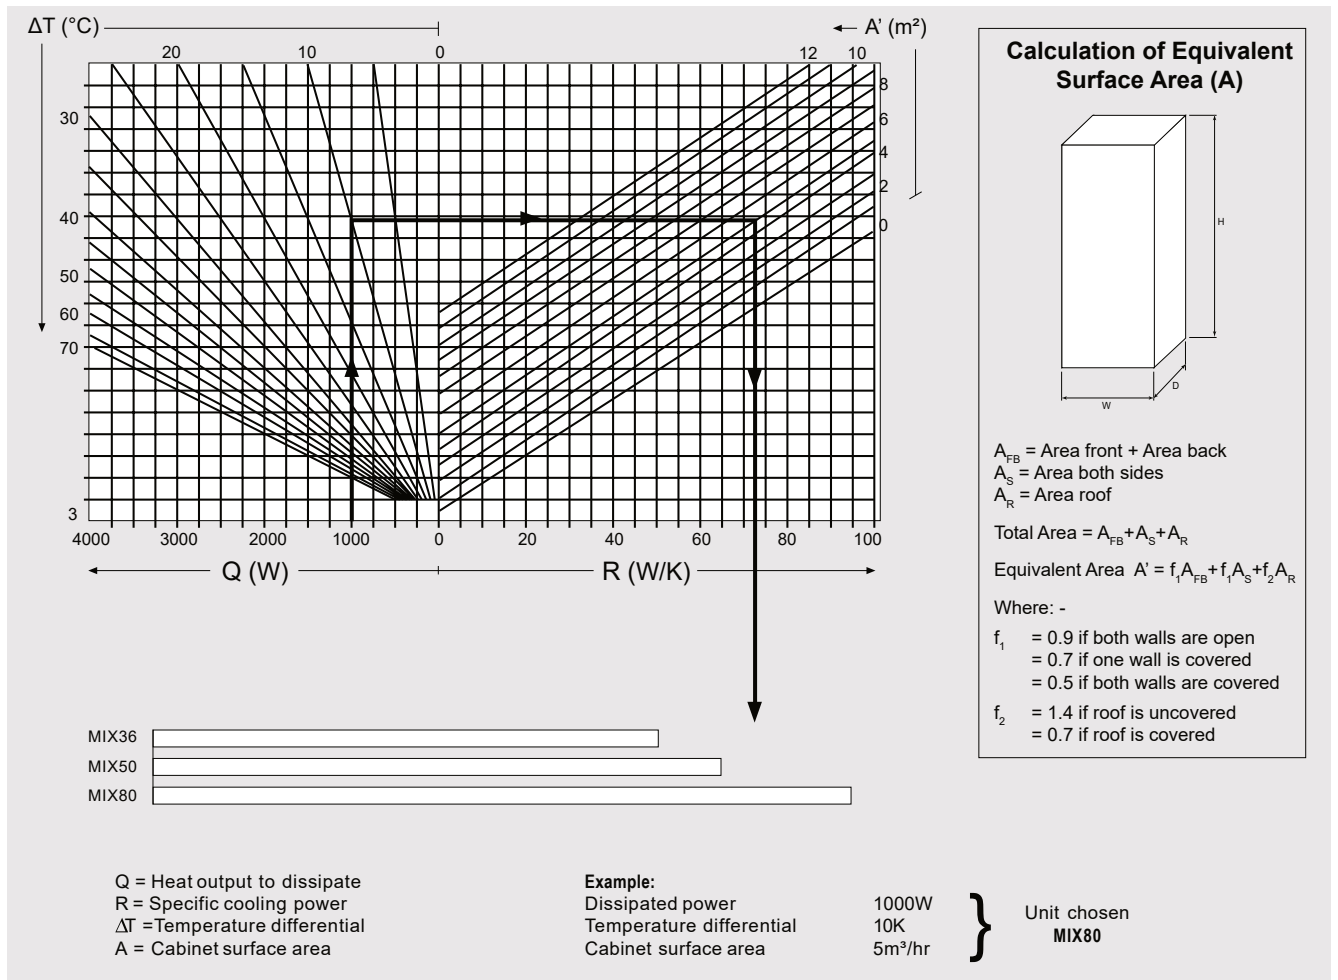 ΔT (°C)
A' (m²)
20 10 0 12 10
8
30
6
4
2
40
0
50
60
70
3
4000 3000 2000 1000 0 20 40 60 80 100
Q (W) R (W/K)
MIX36
MIX50
MIX80
Q = Heat output to dissipate
R = Specific cooling power
ΔT =Temperature differential
A = Cabinet surface area
Example:
Dissipated power 1000W
Temperature differential 10K
Cabinet surface area 5m³/hr
}
Unit chosen
MIX80
Calculation of Equivalent
Surface Area (A)
H
D
W
A_FB = Area front + Area back
A_S = Area both sides
A_R = Area roof
Total Area = A_FB+A_S+A_R
Equivalent Area A' = f_1A_FB+f_1A_S+f_2A_R
Where: -
f_1 = 0.9 if both walls are open
= 0.7 if one wall is covered
= 0.5 if both walls are covered
f_2 = 1.4 if roof is uncovered
= 0.7 if roof is covered